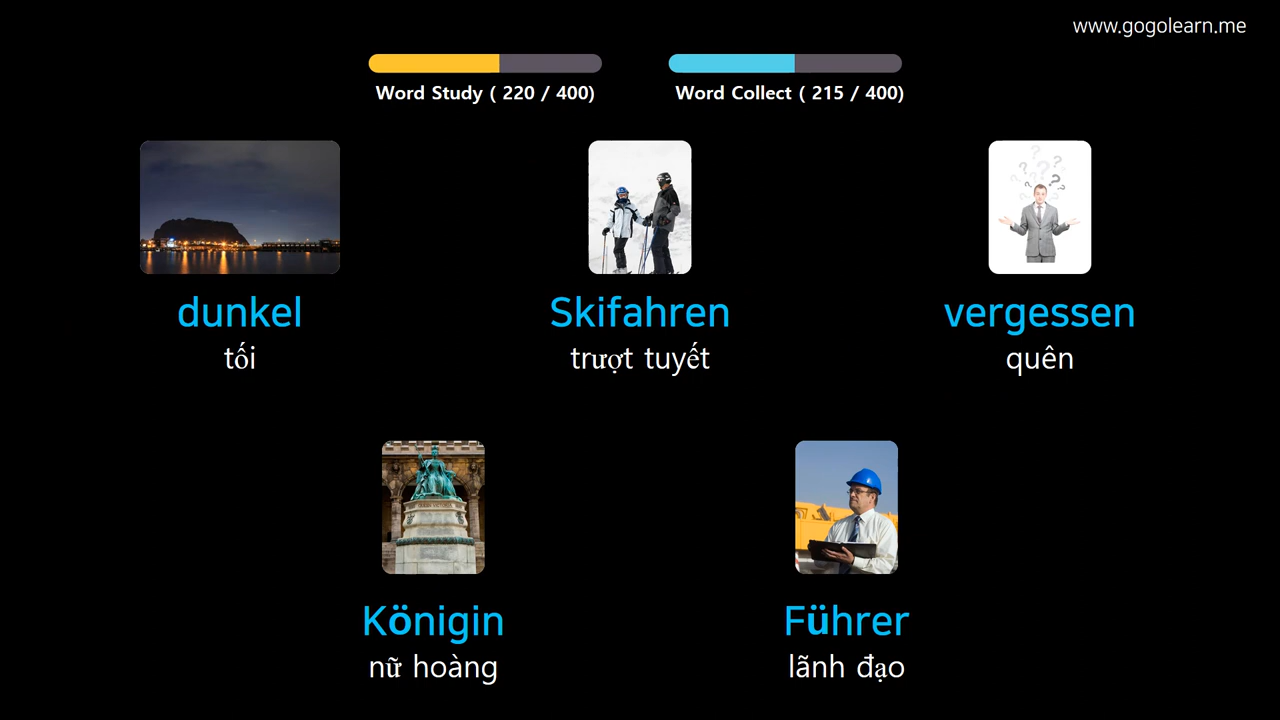 www.gogolearn.me
Word Study ( 220 / 400)
Word Collect ( 215 / 400)
dunkel
tối
Skifahren
trượt tuyết
vergessen
quên
Königin
nữ hoàng
Führer
lãnh đạo